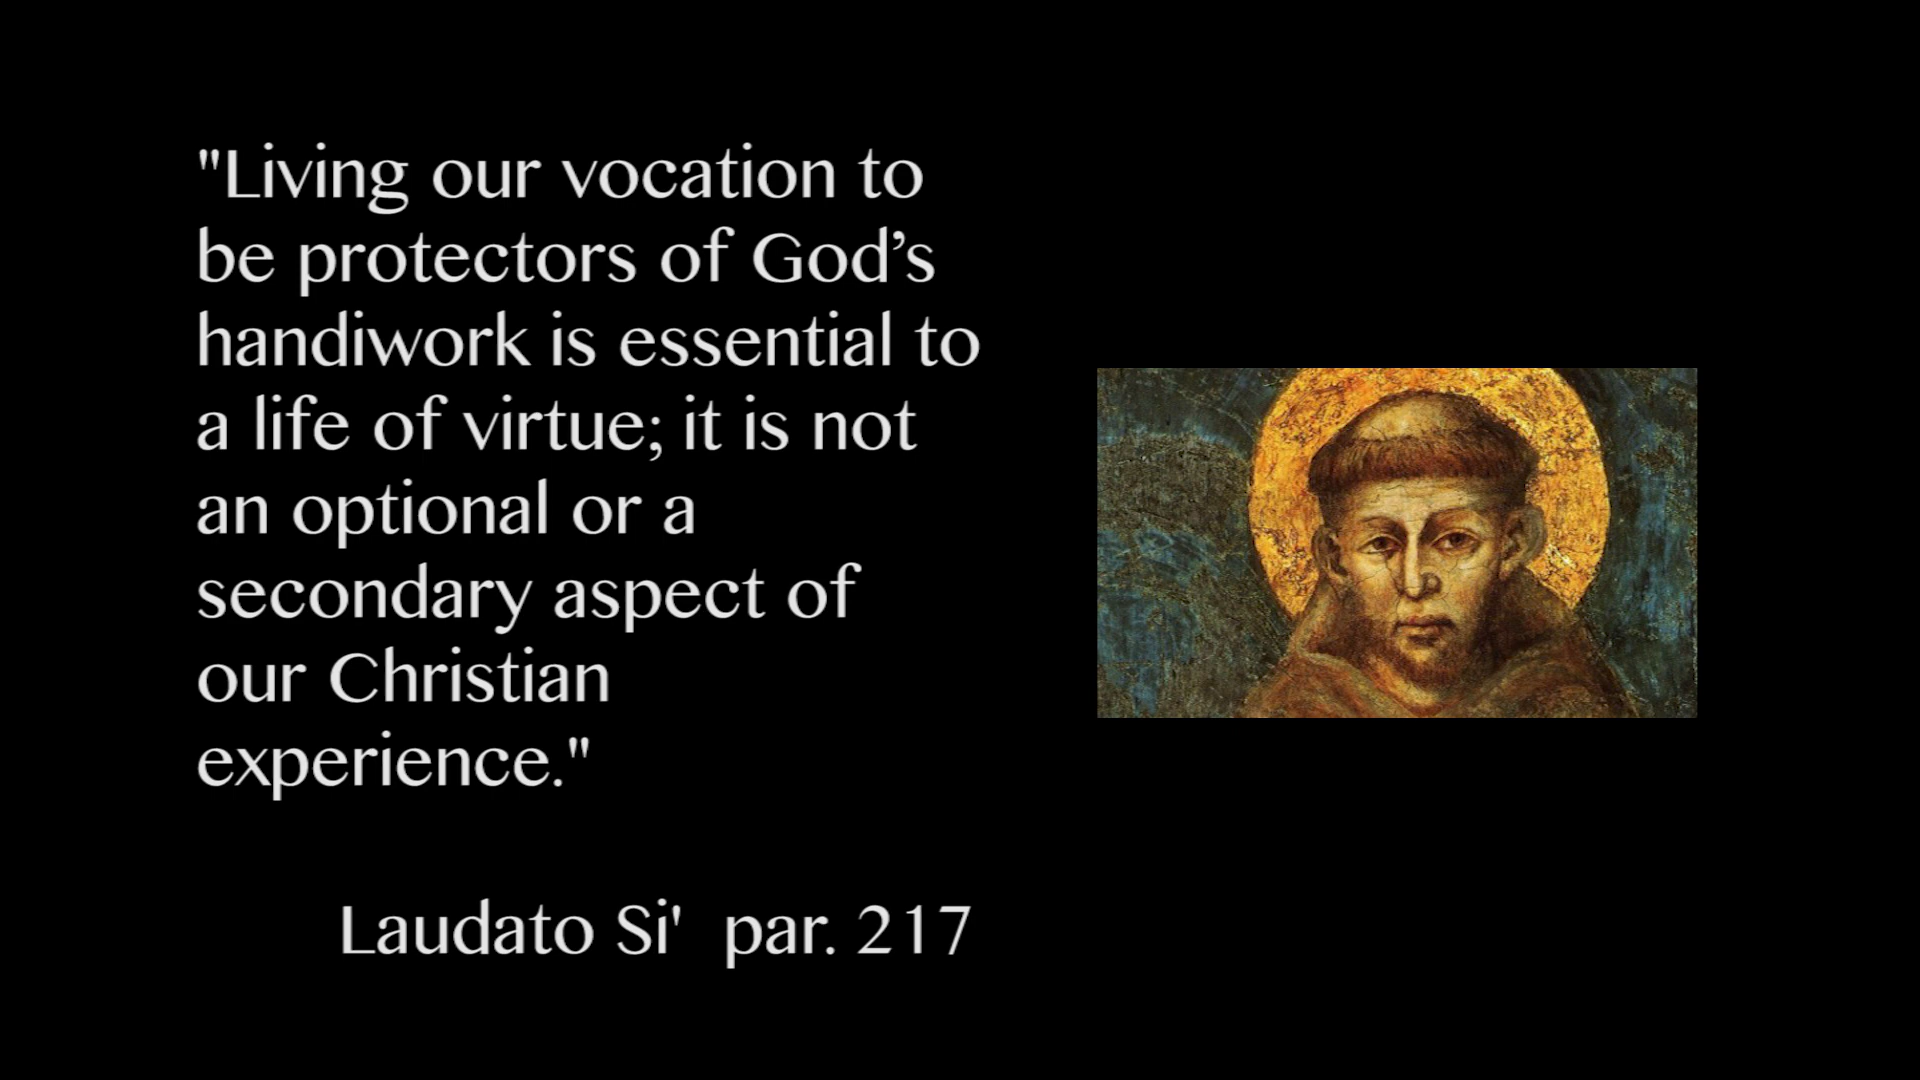 "Living our vocation to
be protectors of God’s
handiwork is essential to
a life of virtue; it is not
an optional or a
secondary aspect of
our Christian
experience."
Laudato Si'  par. 217